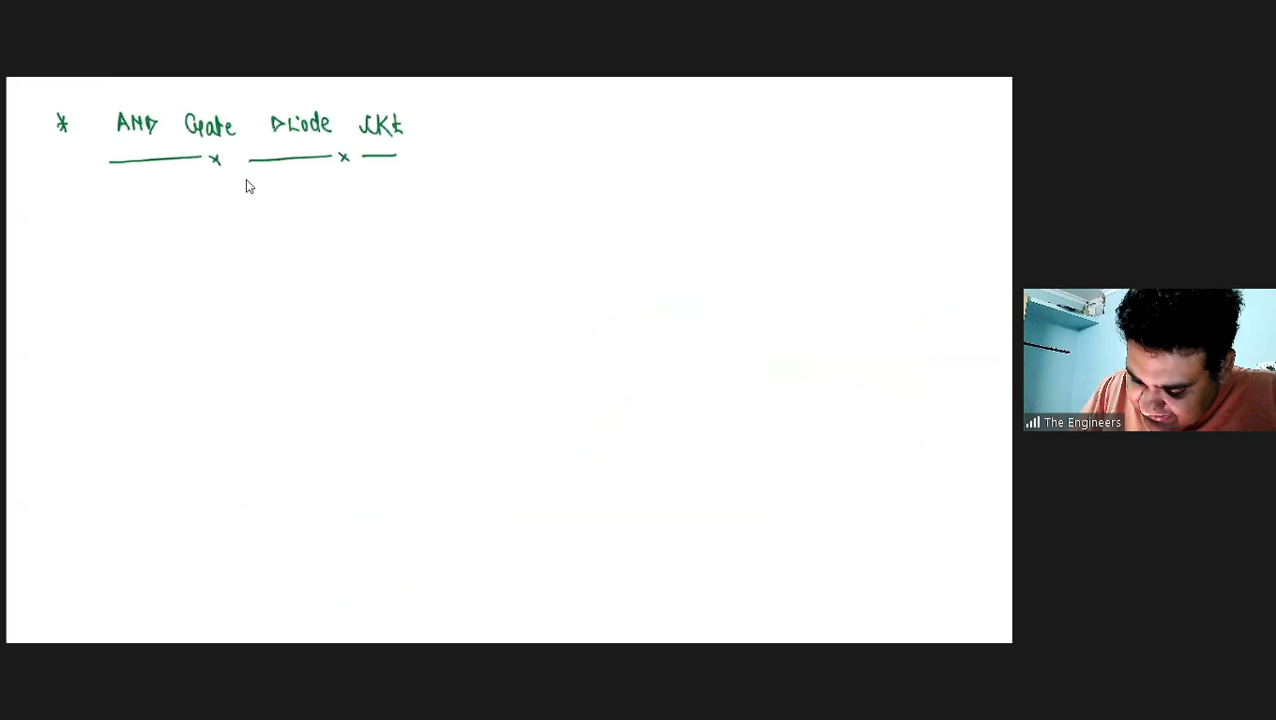 * AND Gate Diode CKt
The Engineers